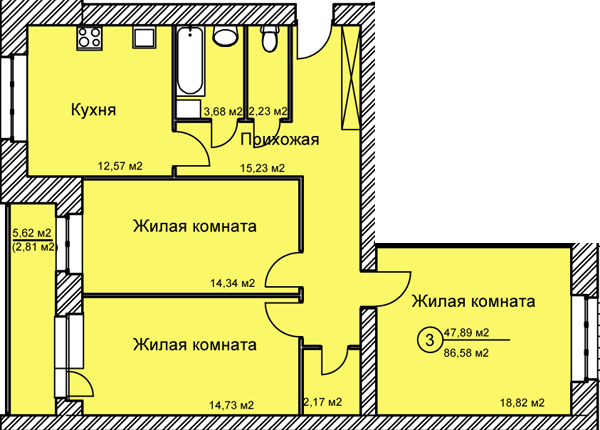 Кухня
12,57 м2
3,68 м2
2,23 м2
Прихожая
15,23 м2
5,62 м2
(2,81 м2)
Жилая комната
14,34 м2
Жилая комната
14,73 м2
2,17 м2
Жилая комната
3
47,89 м2
86,58 м2
18,82 м2